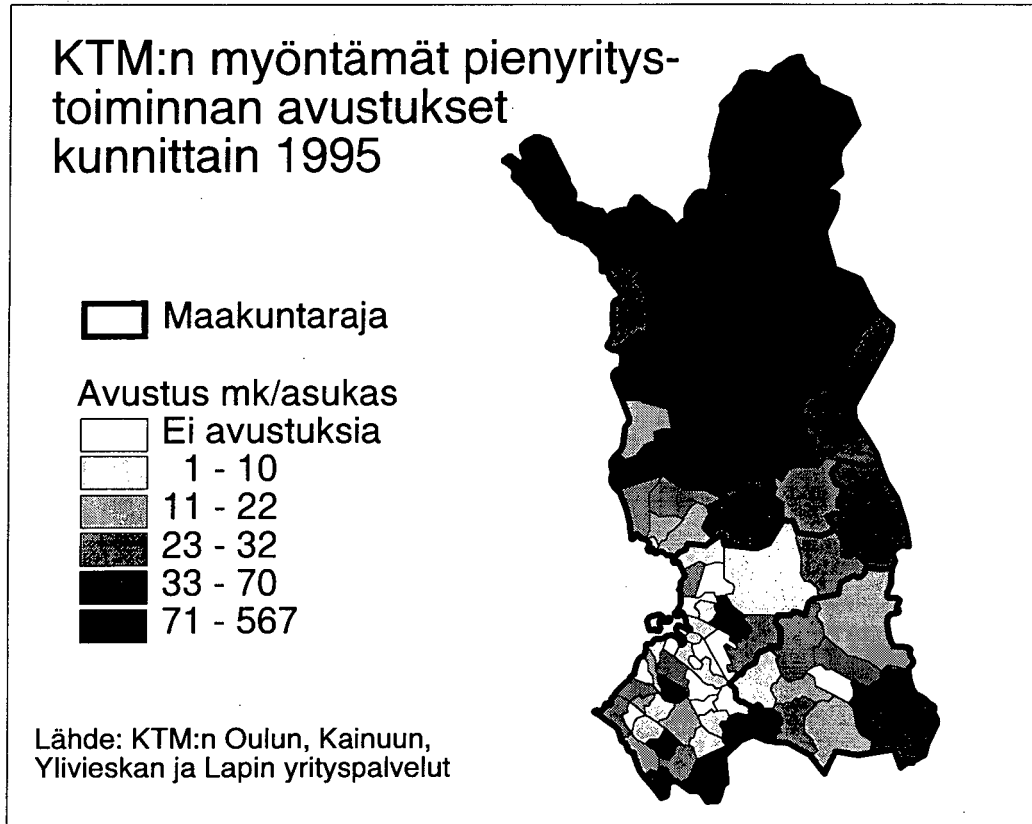 KTM:n myöntämät pienyritys-
toiminnan avustukset
kunnittain 1995
Maakuntaraja
Avustus mk/asukas
Ei avustuksia
1 - 10
11 - 22
23 - 32
33 - 70
71 - 567
Lähde: KTM:n Oulun, Kainuun,
Ylivieskan ja Lapin yrityspalvelut